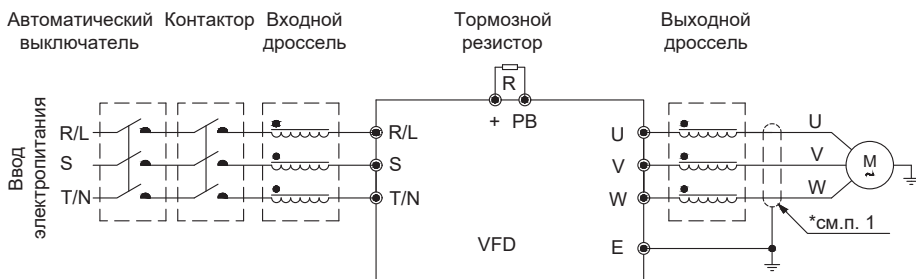 Автоматический выключатель
Контактор
Входной дроссель
Тормозной резистор
Выходной дроссель
Ввод электропитания
R/L
S
T/N
R/L
S
T/N
R
+ PB
VFD
U
V
W
E
U
V
W
M
~
*см.п. 1